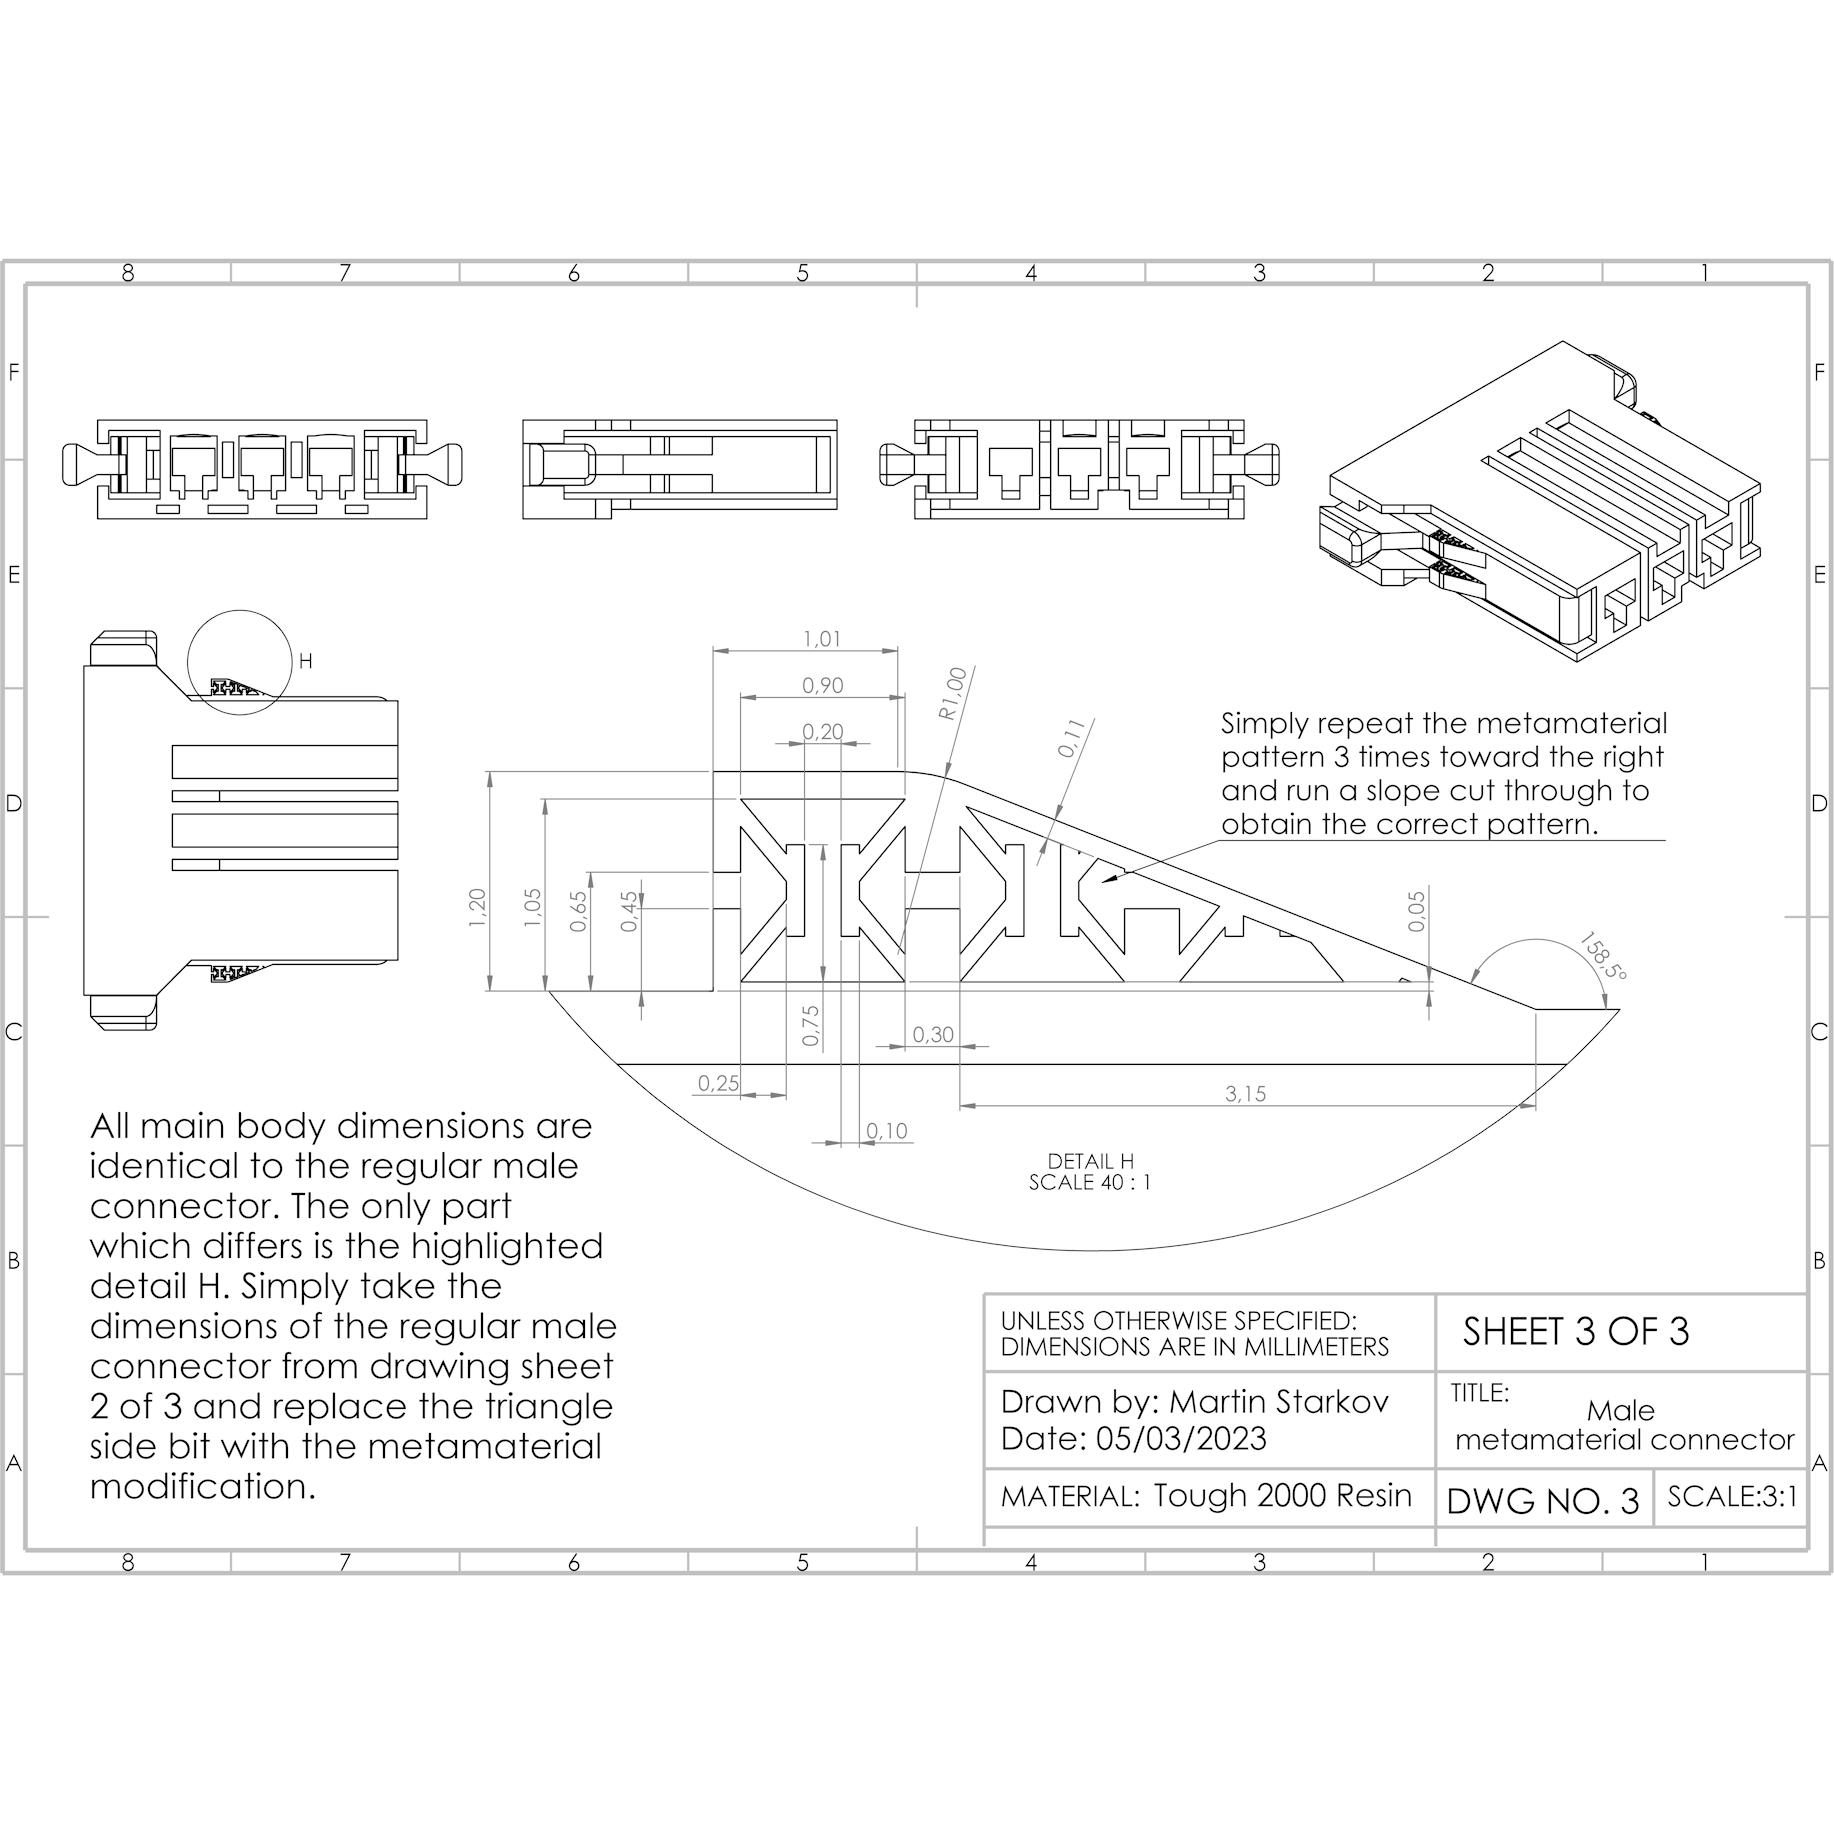 8 7 6 5 4 3 2 1
F F
E E
D D
C C
B B
A A
H
1,01
0,90
0,20
R1,00
0,11
1,20
1,05
0,65
0,45
0,05
158,5°
0,75
0,30
0,25
0,10
3,15
Simply repeat the metamaterial
pattern 3 times toward the right
and run a slope cut through to
obtain the correct pattern.
DETAIL H
SCALE 40 : 1
All main body dimensions are
identical to the regular male
connector. The only part
which differs is the highlighted
detail H. Simply take the
dimensions of the regular male
connector from drawing sheet
2 of 3 and replace the triangle
side bit with the metamaterial
modification.
UNLESS OTHERWISE SPECIFIED:
DIMENSIONS ARE IN MILLIMETERS
SHEET 3 OF 3
Drawn by: Martin Starkov
Date: 05/03/2023
TITLE:
Male
metamaterial connector
MATERIAL: Tough 2000 Resin
DWG NO. 3
SCALE:3:1
8 7 6 5 4 3 2 1